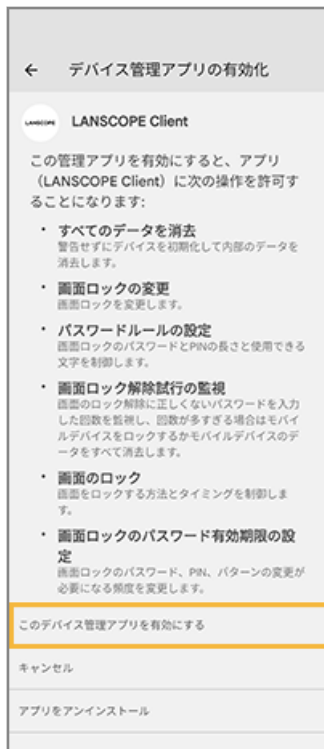 ← デバイス管理アプリの有効化
LANSCOPE LANSCOPE Client
この管理アプリを有効にすると、アプリ
（LANSCOPE Client）に次の操作を許可す
ることになります:
・ すべてのデータを消去
警告せずにデバイスを初期化して内部のデータを
消去します。
・ 画面ロックの変更
画面ロックを変更します。
・ パスワードルールの設定
画面ロックのパスワードとPINの長さと使用できる
文字を制御します。
・ 画面ロック解除試行の監視
画面のロック解除に正しくないパスワードを入力
した回数を監視し、回数が多すぎる場合はモバイ
ルデバイスをロックするかモバイルデバイスのデ
ータをすべて消去します。
・ 画面のロック
画面をロックする方法とタイミングを制御しま
す。
・ 画面ロックのパスワード有効期限の設
定
画面ロックのパスワード、PIN、パターンの変更が
必要になる頻度を変更します。
このデバイス管理アプリを有効にする
キャンセル
アプリをアンインストール